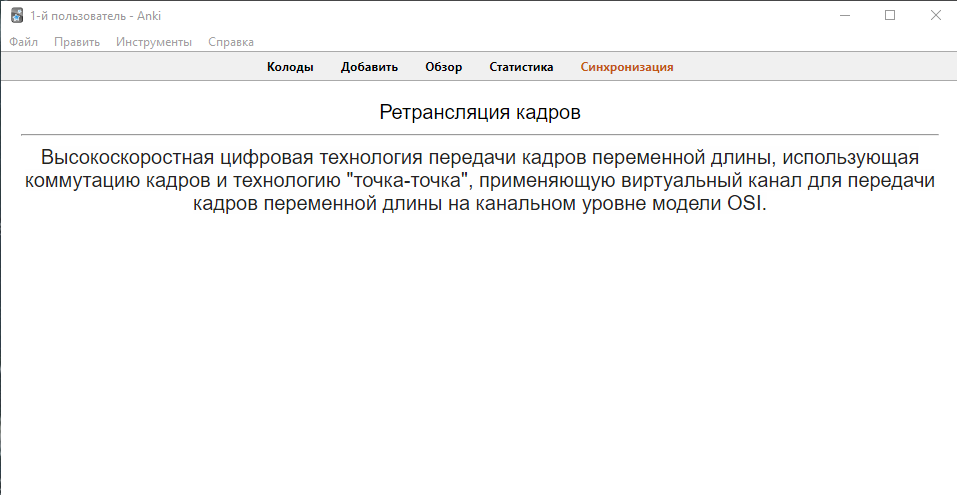 1-й пользователь - Anki
Файл Править Инструменты Справка
Колоды Добавить Обзор Статистика Синхронизация
Ретрансляция кадров
Высокоскоростная цифровая технология передачи кадров переменной длины, использующая
коммутацию кадров и технологию "точка-точка", применяющую виртуальный канал для передачи
кадров переменной длины на канальном уровне модели OSI.